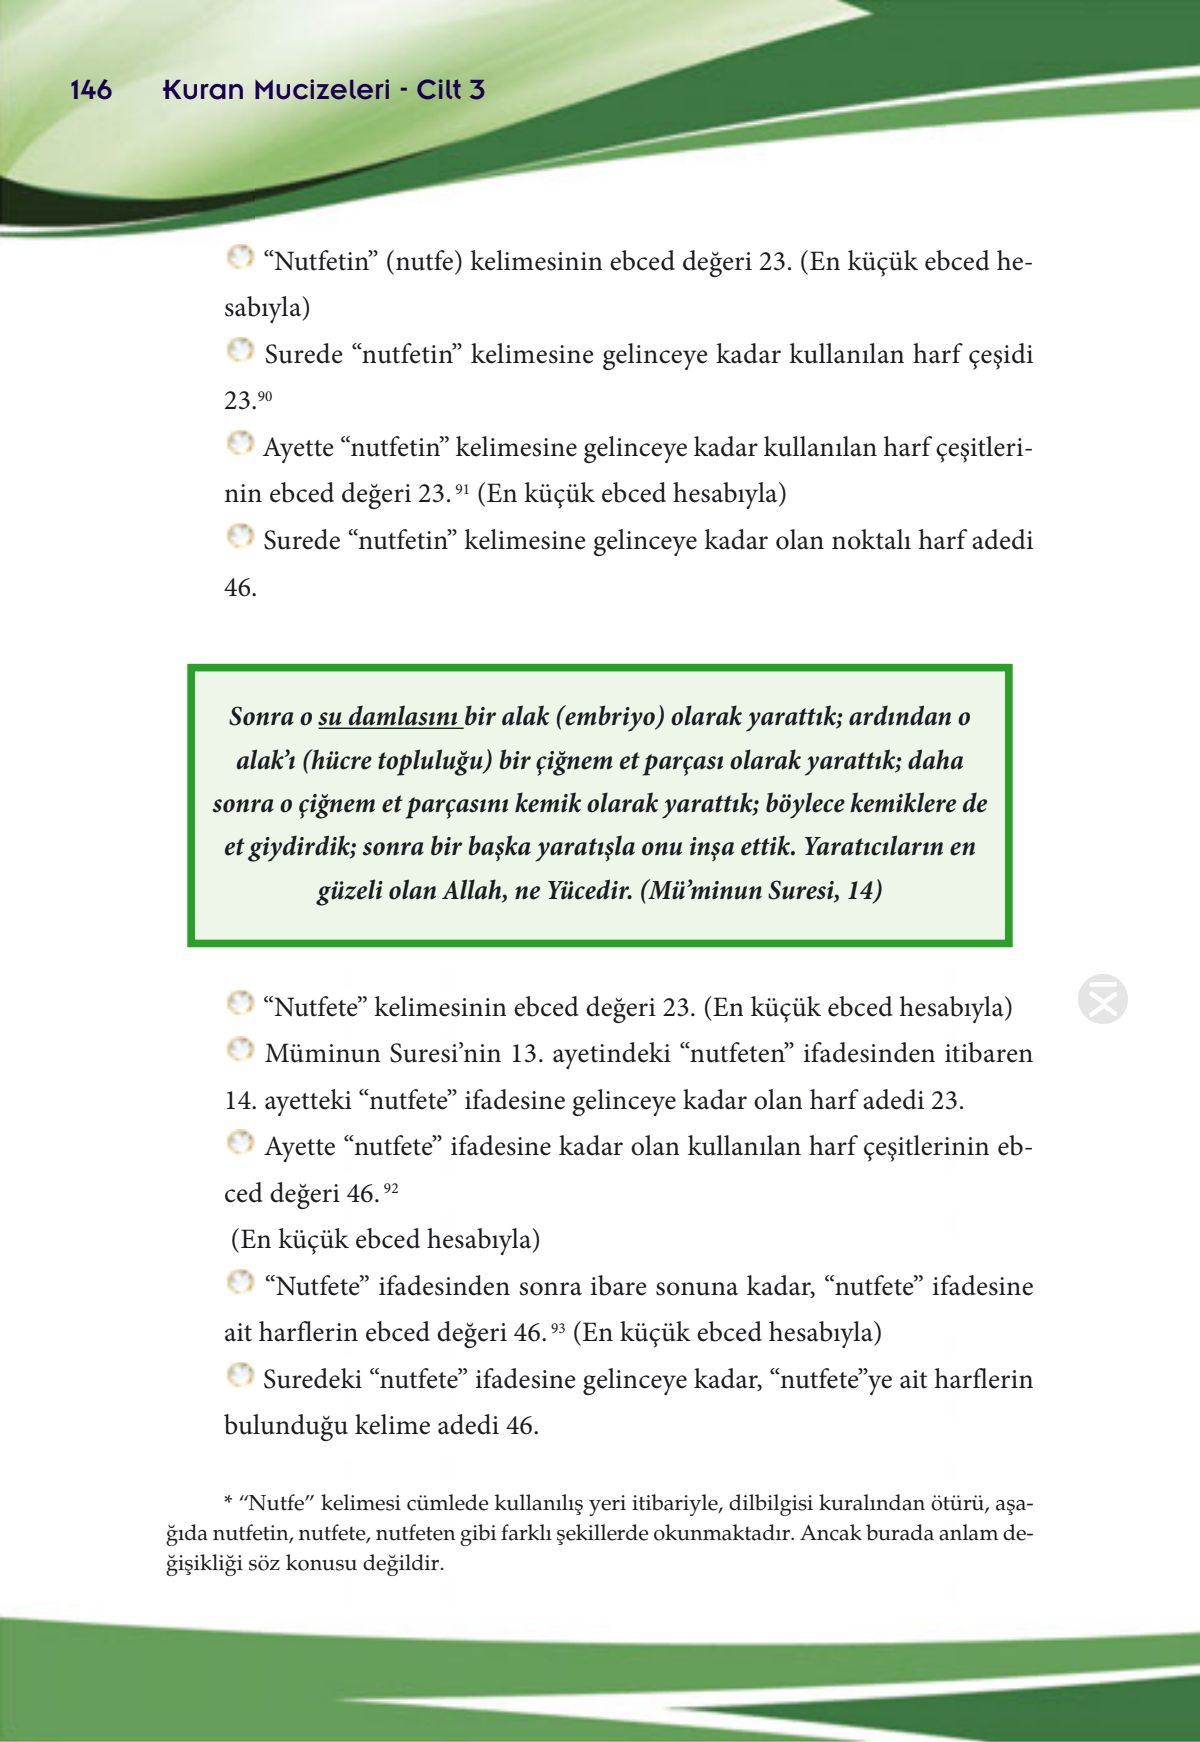 146 Kuran Mucizeleri - Cilt 3
“Nutfetin” (nutfe) kelimesinin ebced değeri 23. (En küçük ebced he-
sabıyla)
Surede “nutfetin” kelimesine gelinceye kadar kullanılan harf çeşidi
23.90
Ayette “nutfetin” kelimesine gelinceye kadar kullanılan harf çeşitleri-
nin ebced değeri 23. 91 (En küçük ebced hesabıyla)
Surede “nutfetin” kelimesine gelinceye kadar olan noktalı harf adedi
46.
Sonra o su damlasını bir alak (embriyo) olarak yarattık; ardından o
alak’ı (hücre topluluğu) bir çiğnem et parçası olarak yarattık; daha
sonra o çiğnem et parçasını kemik olarak yarattık; böylece kemiklere de
et giydirdik; sonra bir başka yaratışla onu inşa ettik. Yaratıcıların en
güzeli olan Allah, ne Yücedir. (Mü’minun Suresi, 14)
“Nutfete” kelimesinin ebced değeri 23. (En küçük ebced hesabıyla)
Müminun Suresi’nin 13. ayetindeki “nutfeten” ifadesinden itibaren
14. ayetteki “nutfete” ifadesine gelinceye kadar olan harf adedi 23.
Ayette “nutfete” ifadesine kadar olan kullanılan harf çeşitlerinin eb-
ced değeri 46. 92
(En küçük ebced hesabıyla)
“Nutfete” ifadesinden sonra ibare sonuna kadar, “nutfete” ifadesine
ait harflerin ebced değeri 46. 93 (En küçük ebced hesabıyla)
Suredeki “nutfete” ifadesine gelinceye kadar, “nutfete”ye ait harflerin
bulunduğu kelime adedi 46.
* “Nutfe” kelimesi cümlede kullanılış yeri itibariyle, dilbilgisi kuralından ötürü, aşa-
ğıda nutfetin, nutfete, nutfeten gibi farklı şekillerde okunmaktadır. Ancak burada anlam de-
ğişikliği söz konusu değildir.